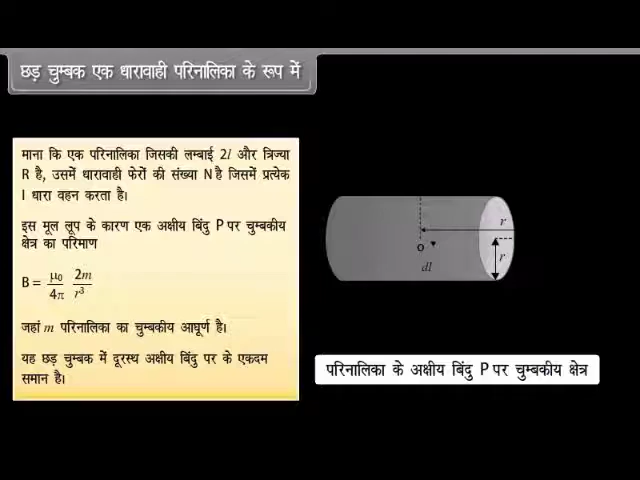 छड़ चुम्बक एक धारावाही परिनालिका के रूप में
माना कि एक परिनालिका जिसकी लम्बाई 2l और त्रिज्या
R है, उसमें धारावाही फेरों की संख्या N है जिसमें प्रत्येक
I धारा वहन करता है।
इस मूल लूप के कारण एक अक्षीय बिंदु P पर चुम्बकीय
क्षेत्र का परिमाण
B = μ₀/4π 2m/r³
जहां m परिनालिका का चुम्बकीय आघूर्ण है।
यह छड़ चुम्बक में दूरस्थ अक्षीय बिंदु पर के एकदम
समान है।
r
O
r
dl
परिनालिका के अक्षीय बिंदु P पर चुम्बकीय क्षेत्र